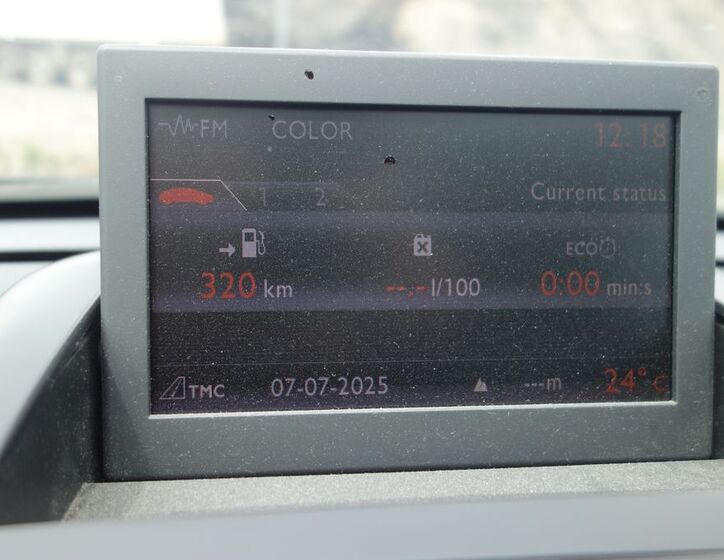 FM COLOR 12:18
1 2 Current status
ECO
320 km --.- l/100 0:00 min:s
TMC 07-07-2025 ---m 24°C